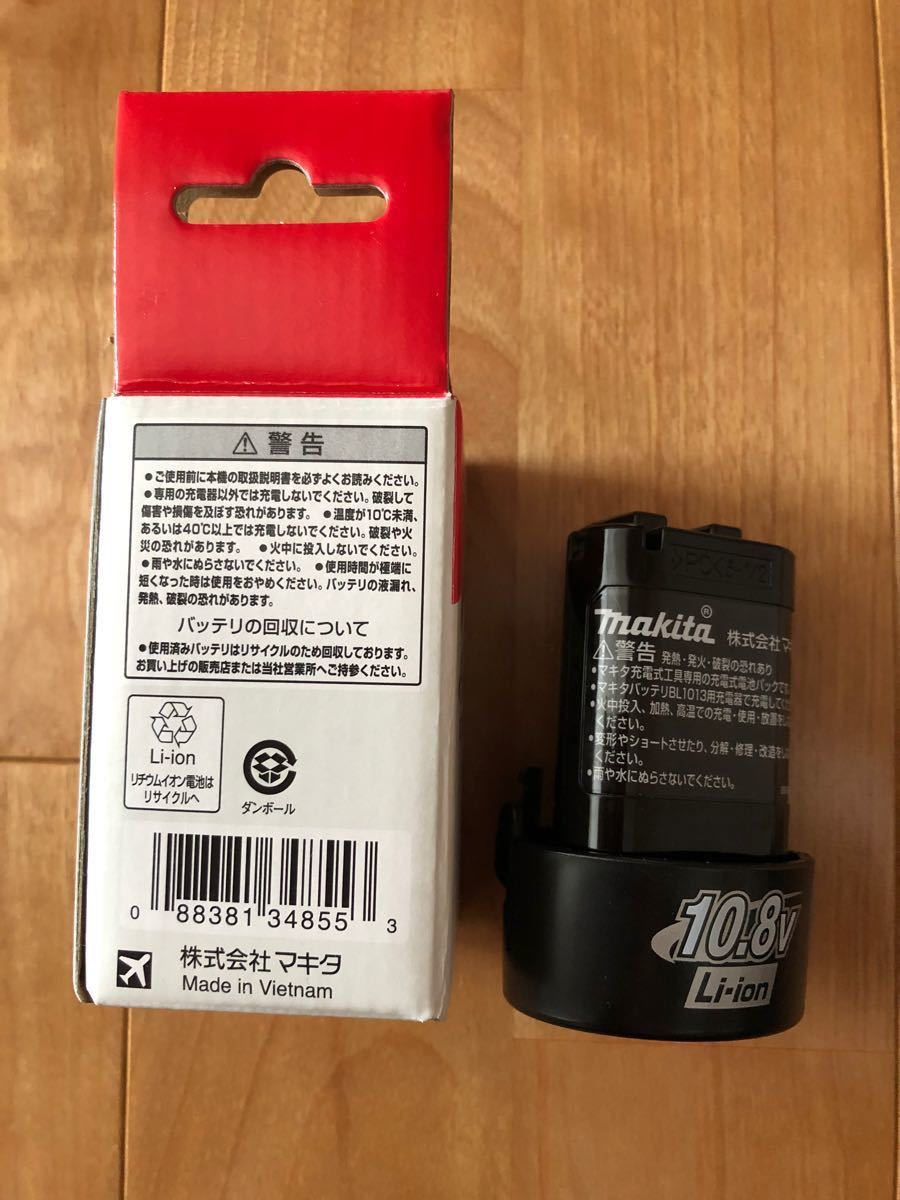 ⚠ 警告
●ご使用前に本機の取扱説明書を必ずよくお読みください。
●専用の充電器以外では充電しないでください。破裂して
傷害や損傷を及ぼす恐れがあります。 ●温度が10℃未満、
あるいは40℃以上では充電しないでください。破裂や火
災の恐れがあります。 ●火中に投入しないでください。
●雨や水にぬらさないでください。 ●使用時間が極端に
短くなった時は使用をおやめください。バッテリの液漏れ、
発熱、破裂の恐れがあります。
バッテリの回収について
●使用済みバッテリはリサイクルのため回収しております。
お買い上げの販売店または当社営業所へご持参ください。
Li-ion
リチウムイオン電池は
リサイクルへ
ダンボール
0 88381 34855 3
株式会社 マキタ
Made in Vietnam
makita® 株式会社マ
⚠警告 発熱・発火・破裂の恐れあり
・マキタ充電式工具専用の充電式電池パックです
・マキタバッテリBL1013用充電器で充電してくだ
・火中投入、加熱、高温での充電・使用・放置をし
ください。
・変形やショートさせたり、分解・修理・改造をし
ください。
・雨や水にぬらさないでください。
10.8V
Li-ion